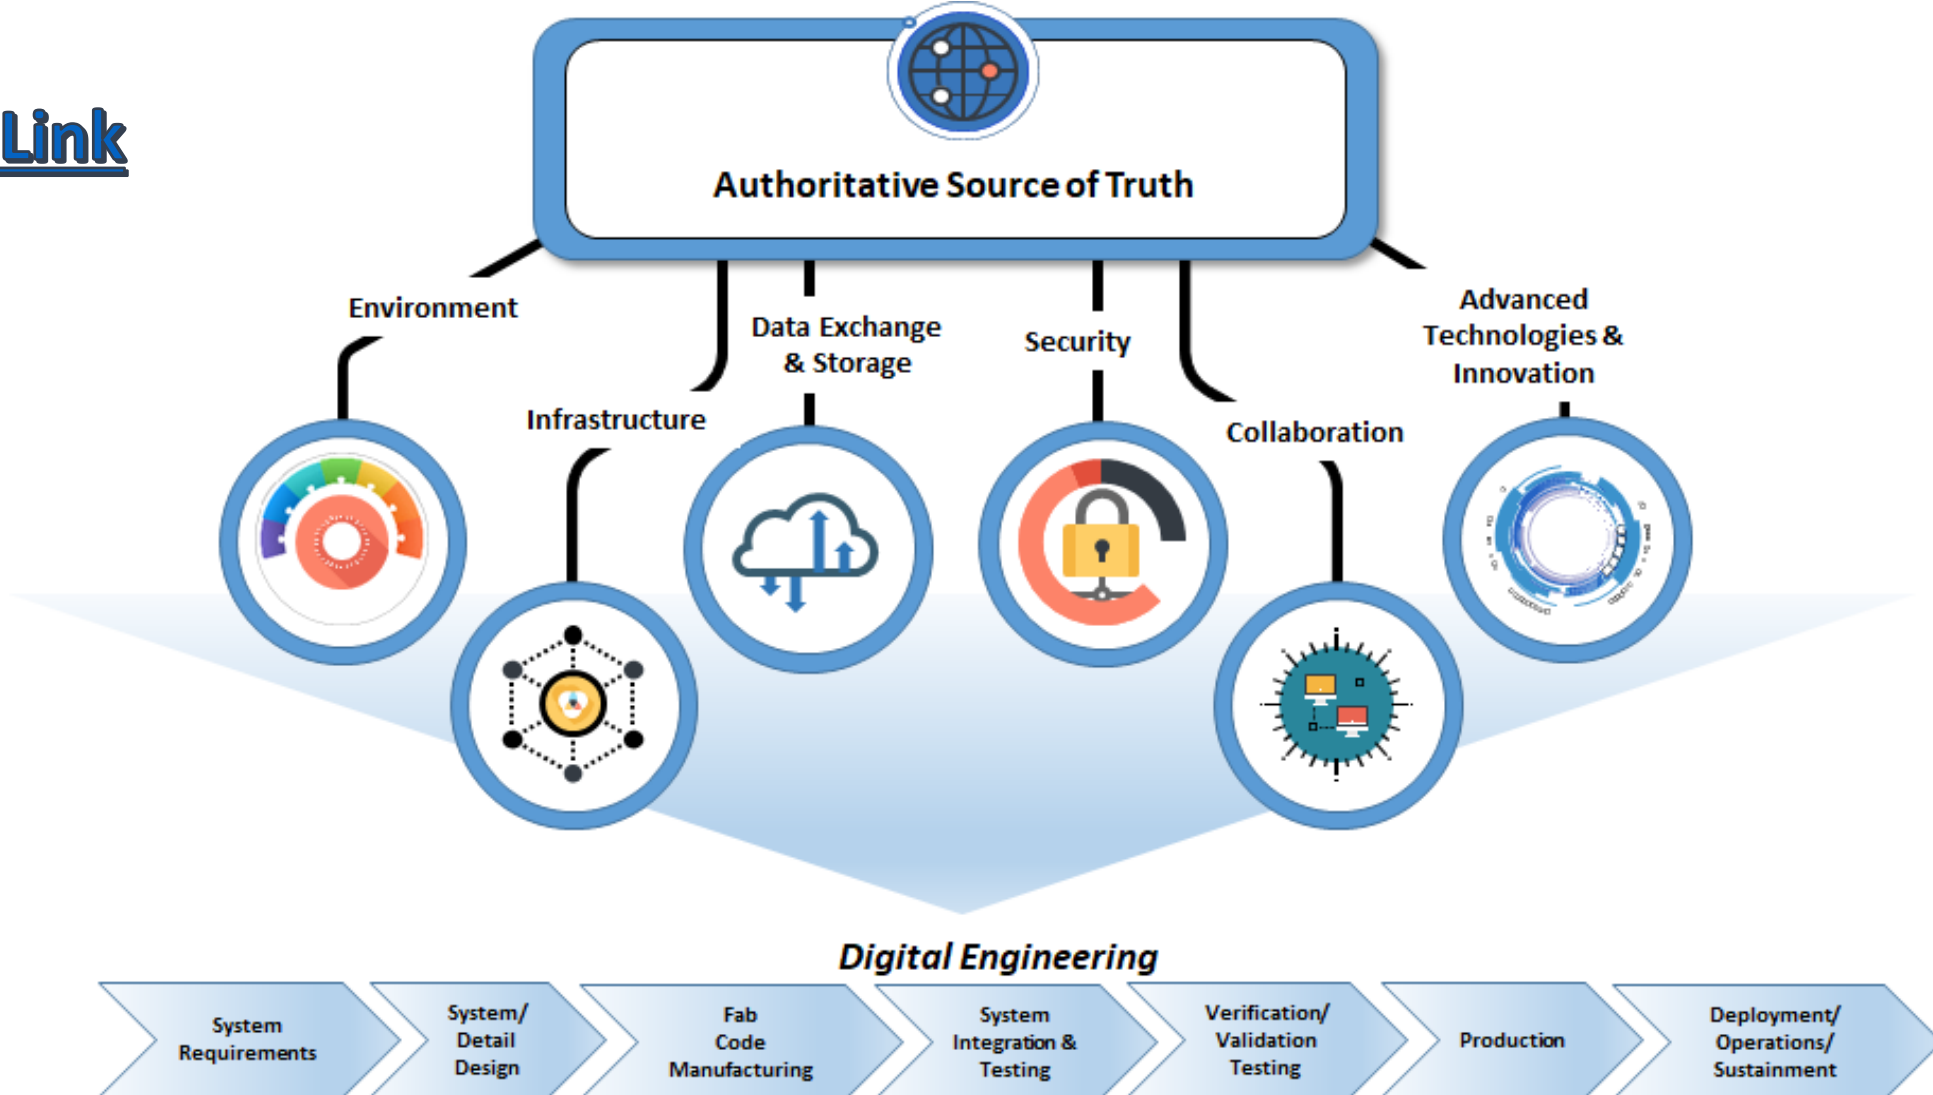 Link
Authoritative Source of Truth
Environment
Infrastructure
Data Exchange
& Storage
Security
Collaboration
Advanced
Technologies &
Innovation
Digital Engineering
System
Requirements
System/
Detail
Design
Fab
Code
Manufacturing
System
Integration &
Testing
Verification/
Validation
Testing
Production
Deployment/
Operations/
Sustainment